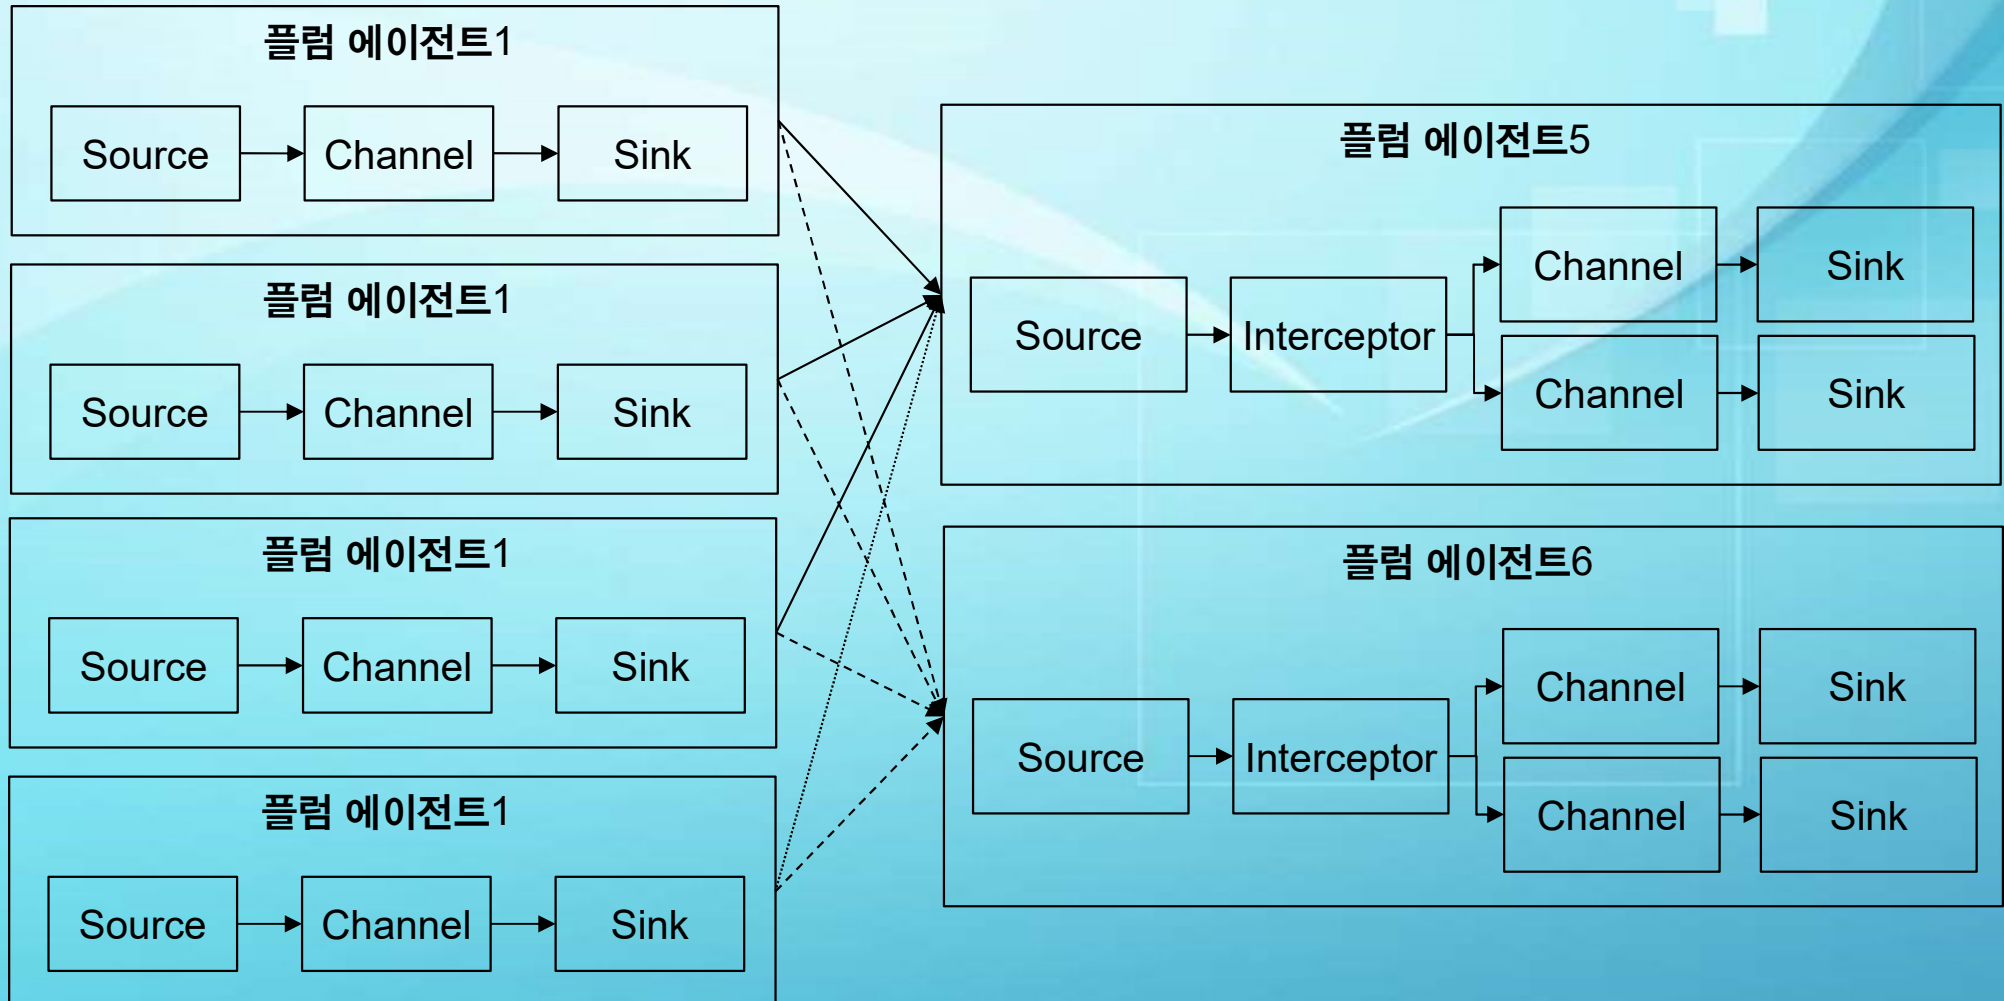 플럼 에이전트1
Source Channel Sink
플럼 에이전트1
Source Channel Sink
플럼 에이전트1
Source Channel Sink
플럼 에이전트1
Source Channel Sink
플럼 에이전트5
Channel Sink
Source Interceptor
Channel Sink
플럼 에이전트6
Channel Sink
Source Interceptor
Channel Sink